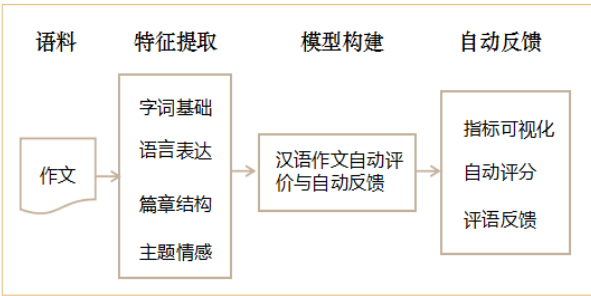 语料
特征提取
模型构建
自动反馈
作文
字词基础
语言表达
篇章结构
主题情感
汉语作文自动评
价与自动反馈
指标可视化
自动评分
评语反馈